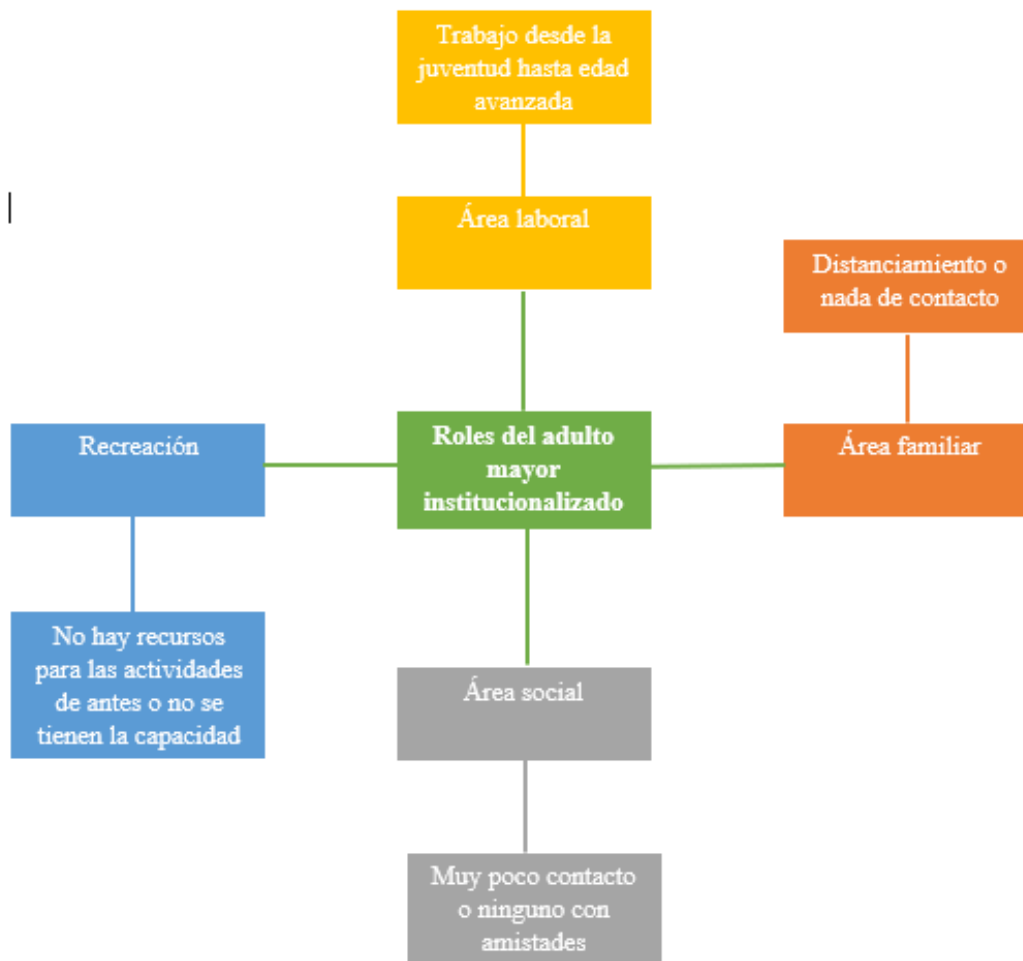 Trabajo desde la
juventud hasta edad
avanzada
Área laboral
Distanciamiento o
nada de contacto
Recreación
Roles del adulto
mayor
institucionalizado
Área familiar
No hay recursos
para las actividades
de antes o no se
tienen la capacidad
Área social
Muy poco contacto
o ninguno con
amistades